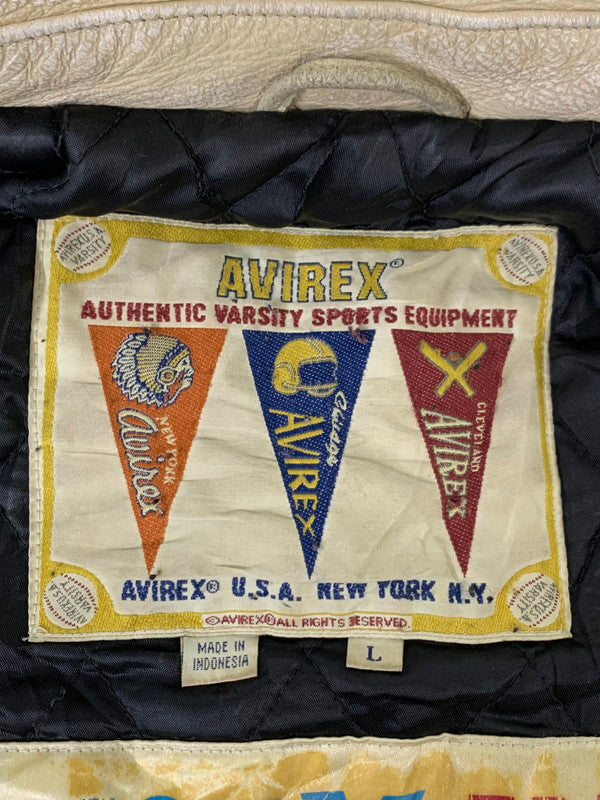 AVIREX®
AUTHENTIC VARSITY SPORTS EQUIPMENT
NEW YORK
Avirex
AVIREX
CLEVELAND
AVIREX
AVIREX® U.S.A. NEW YORK N.Y.
©AVIREX® ALL RIGHTS RESERVED.
MADE IN
INDONESIA
L